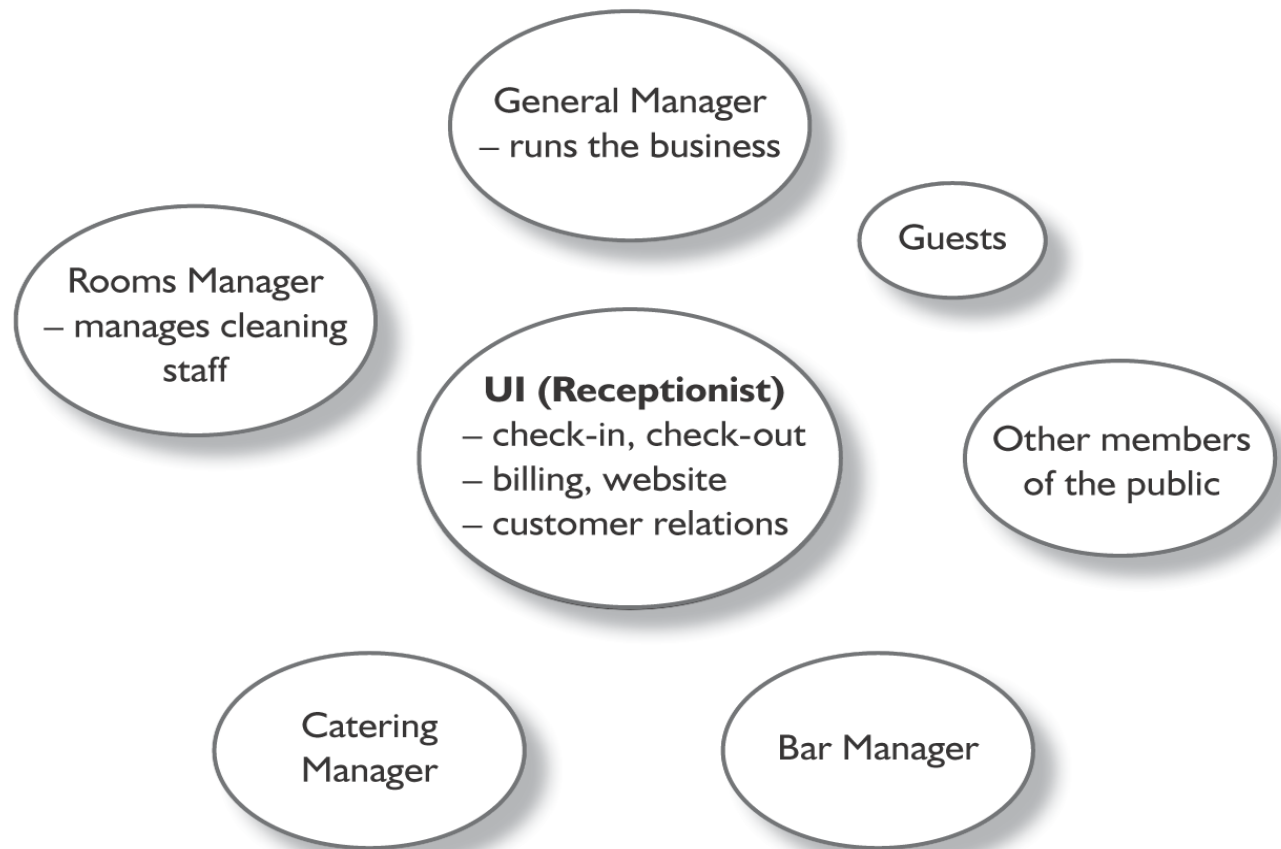 General Manager
– runs the business
Guests
Rooms Manager
– manages cleaning
staff
UI (Receptionist)
– check-in, check-out
– billing, website
– customer relations
Other members
of the public
Catering
Manager
Bar Manager